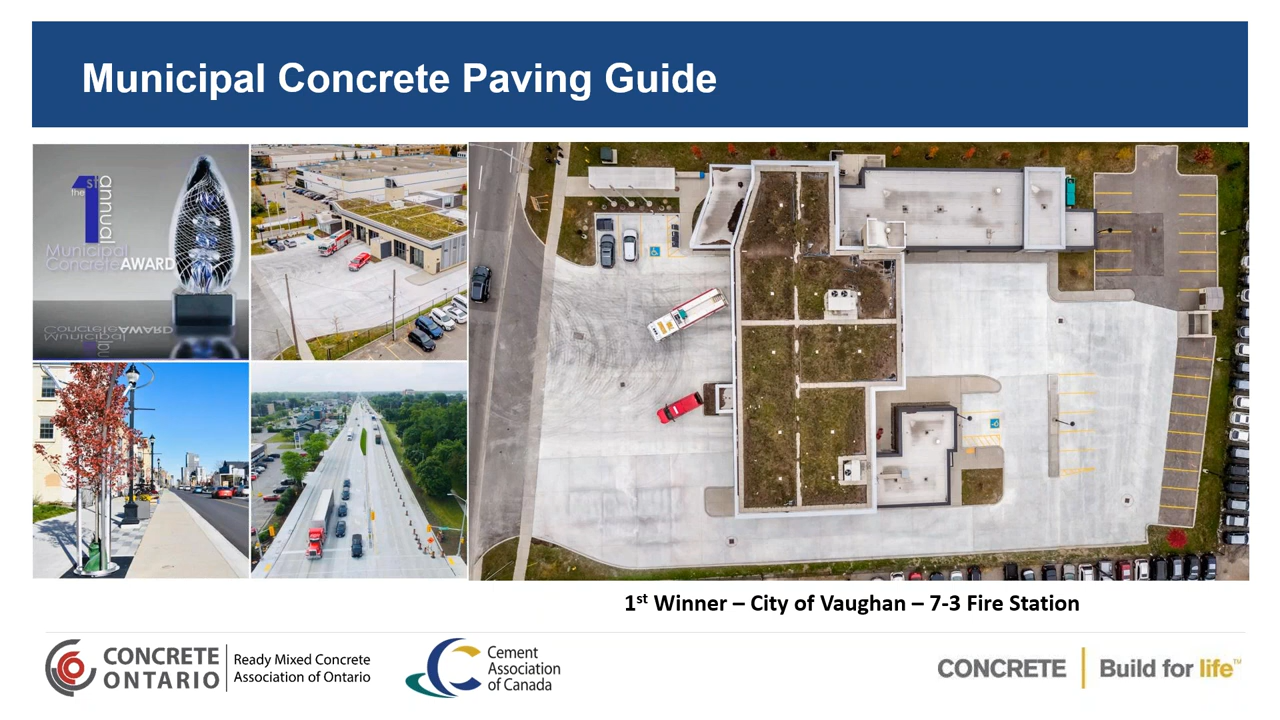 Municipal Concrete Paving Guide
the 1st annual
Municipal
Concrete AWARD
1st Winner – City of Vaughan – 7-3 Fire Station
CONCRETE
ONTARIO
Ready Mixed Concrete
Association of Ontario
Cement
Association
of Canada
CONCRETE
Build for life™